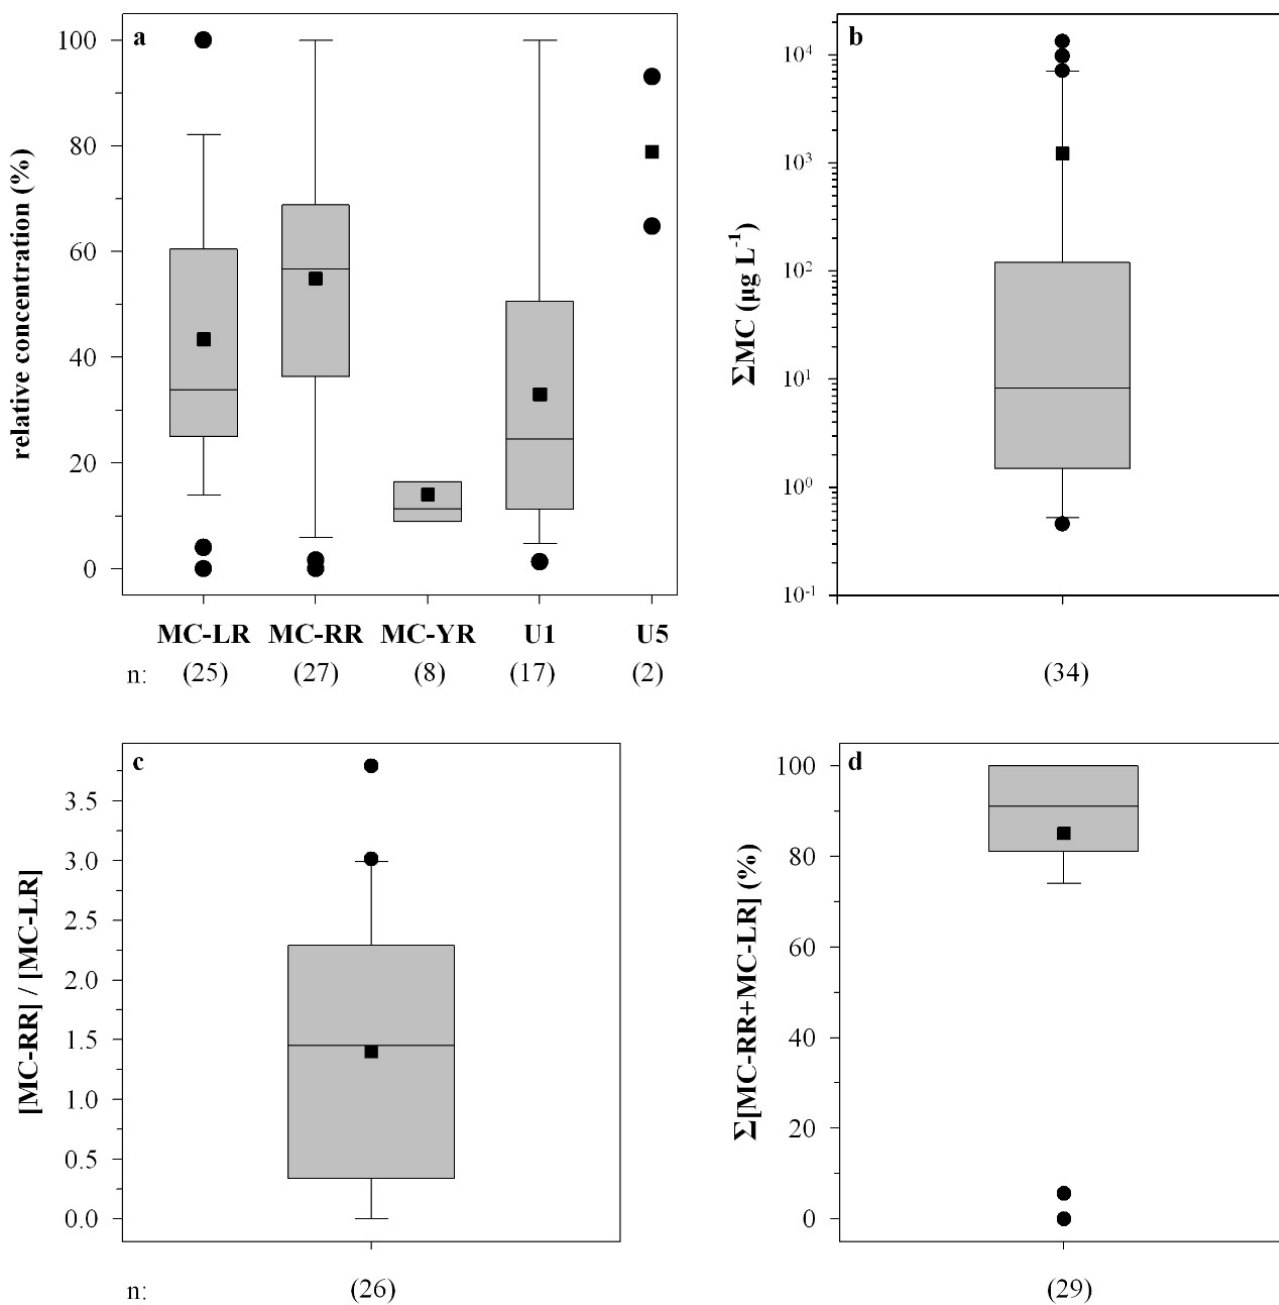 a
100
80
60
40
20
0
relative concentration (%)
MC-LR MC-RR MC-YR U1 U5
n: (25) (27) (8) (17) (2)
b
10⁴
10³
10²
10¹
10⁰
10⁻¹
ΣMC (µg L⁻¹)
(34)
c
3.5
3.0
2.5
2.0
1.5
1.0
0.5
0.0
[MC-RR] / [MC-LR]
n: (26)
d
100
80
60
40
20
0
Σ[MC-RR+MC-LR] (%)
(29)